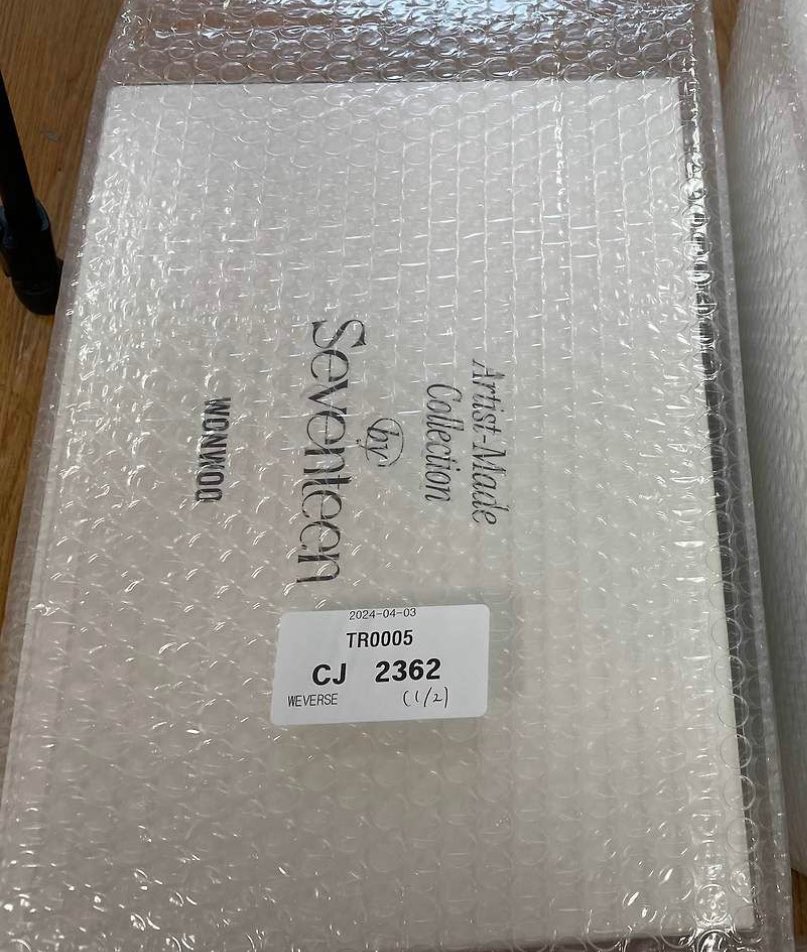 Artist-Made
Collection
by
Seventeen
WONWOO
2024-04-03
TR0005
CJ 2362
WEVERSE (1/2)